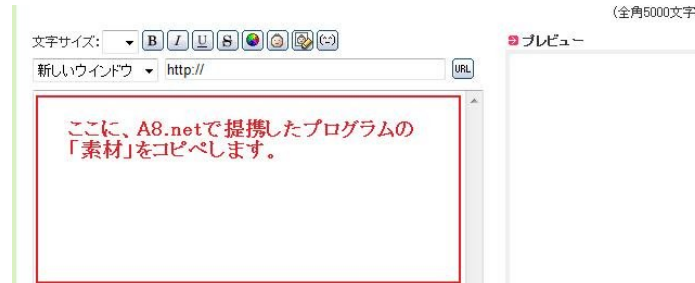 (全角5000文字
文字サイズ:
B I U S
プレビュー
新しいウインドウ http:// URL
ここに、A8.netで提携したプログラムの
「素材」をコピペします。